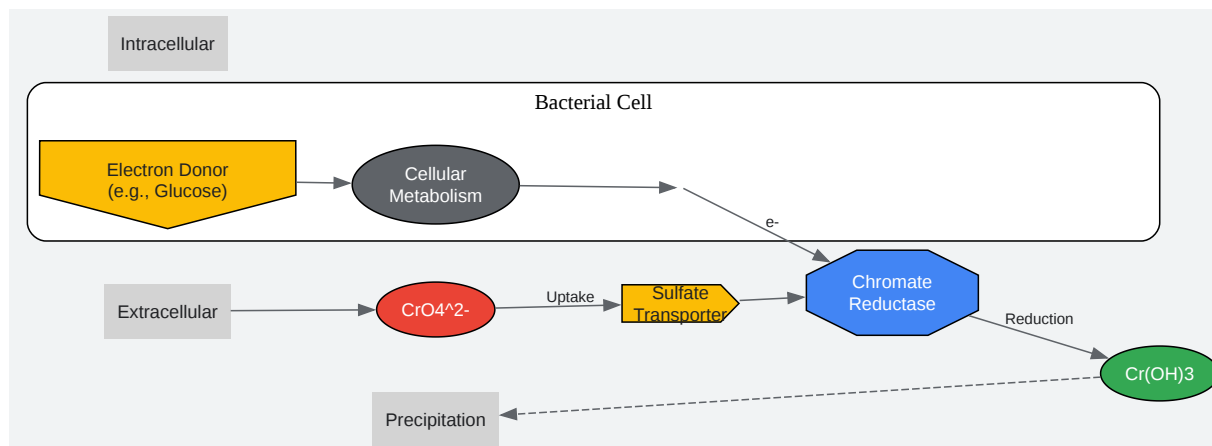 Intracellular
Bacterial Cell
Electron Donor
(e.g., Glucose)
Cellular
Metabolism
e-
Extracellular
CrO4^2-
Uptake
Sulfate
Transporter
Chromate
Reductase
Reduction
Cr(OH)3
Precipitation